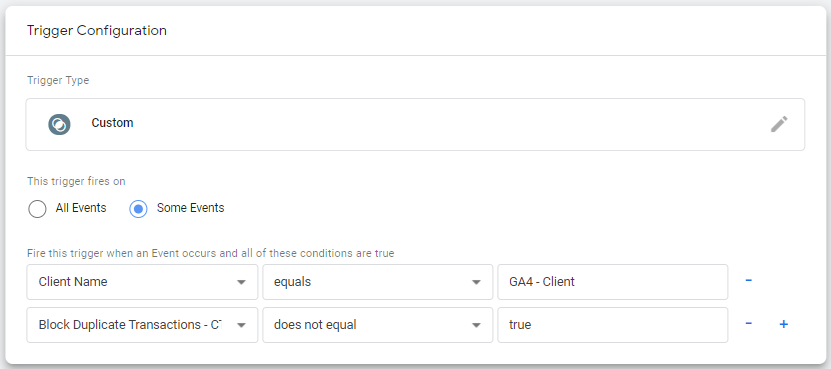 Trigger Configuration
Trigger Type
Custom
This trigger fires on
All Events Some Events
Fire this trigger when an Event occurs and all of these conditions are true
Client Name equals GA4 - Client -
Block Duplicate Transactions - C does not equal true - +